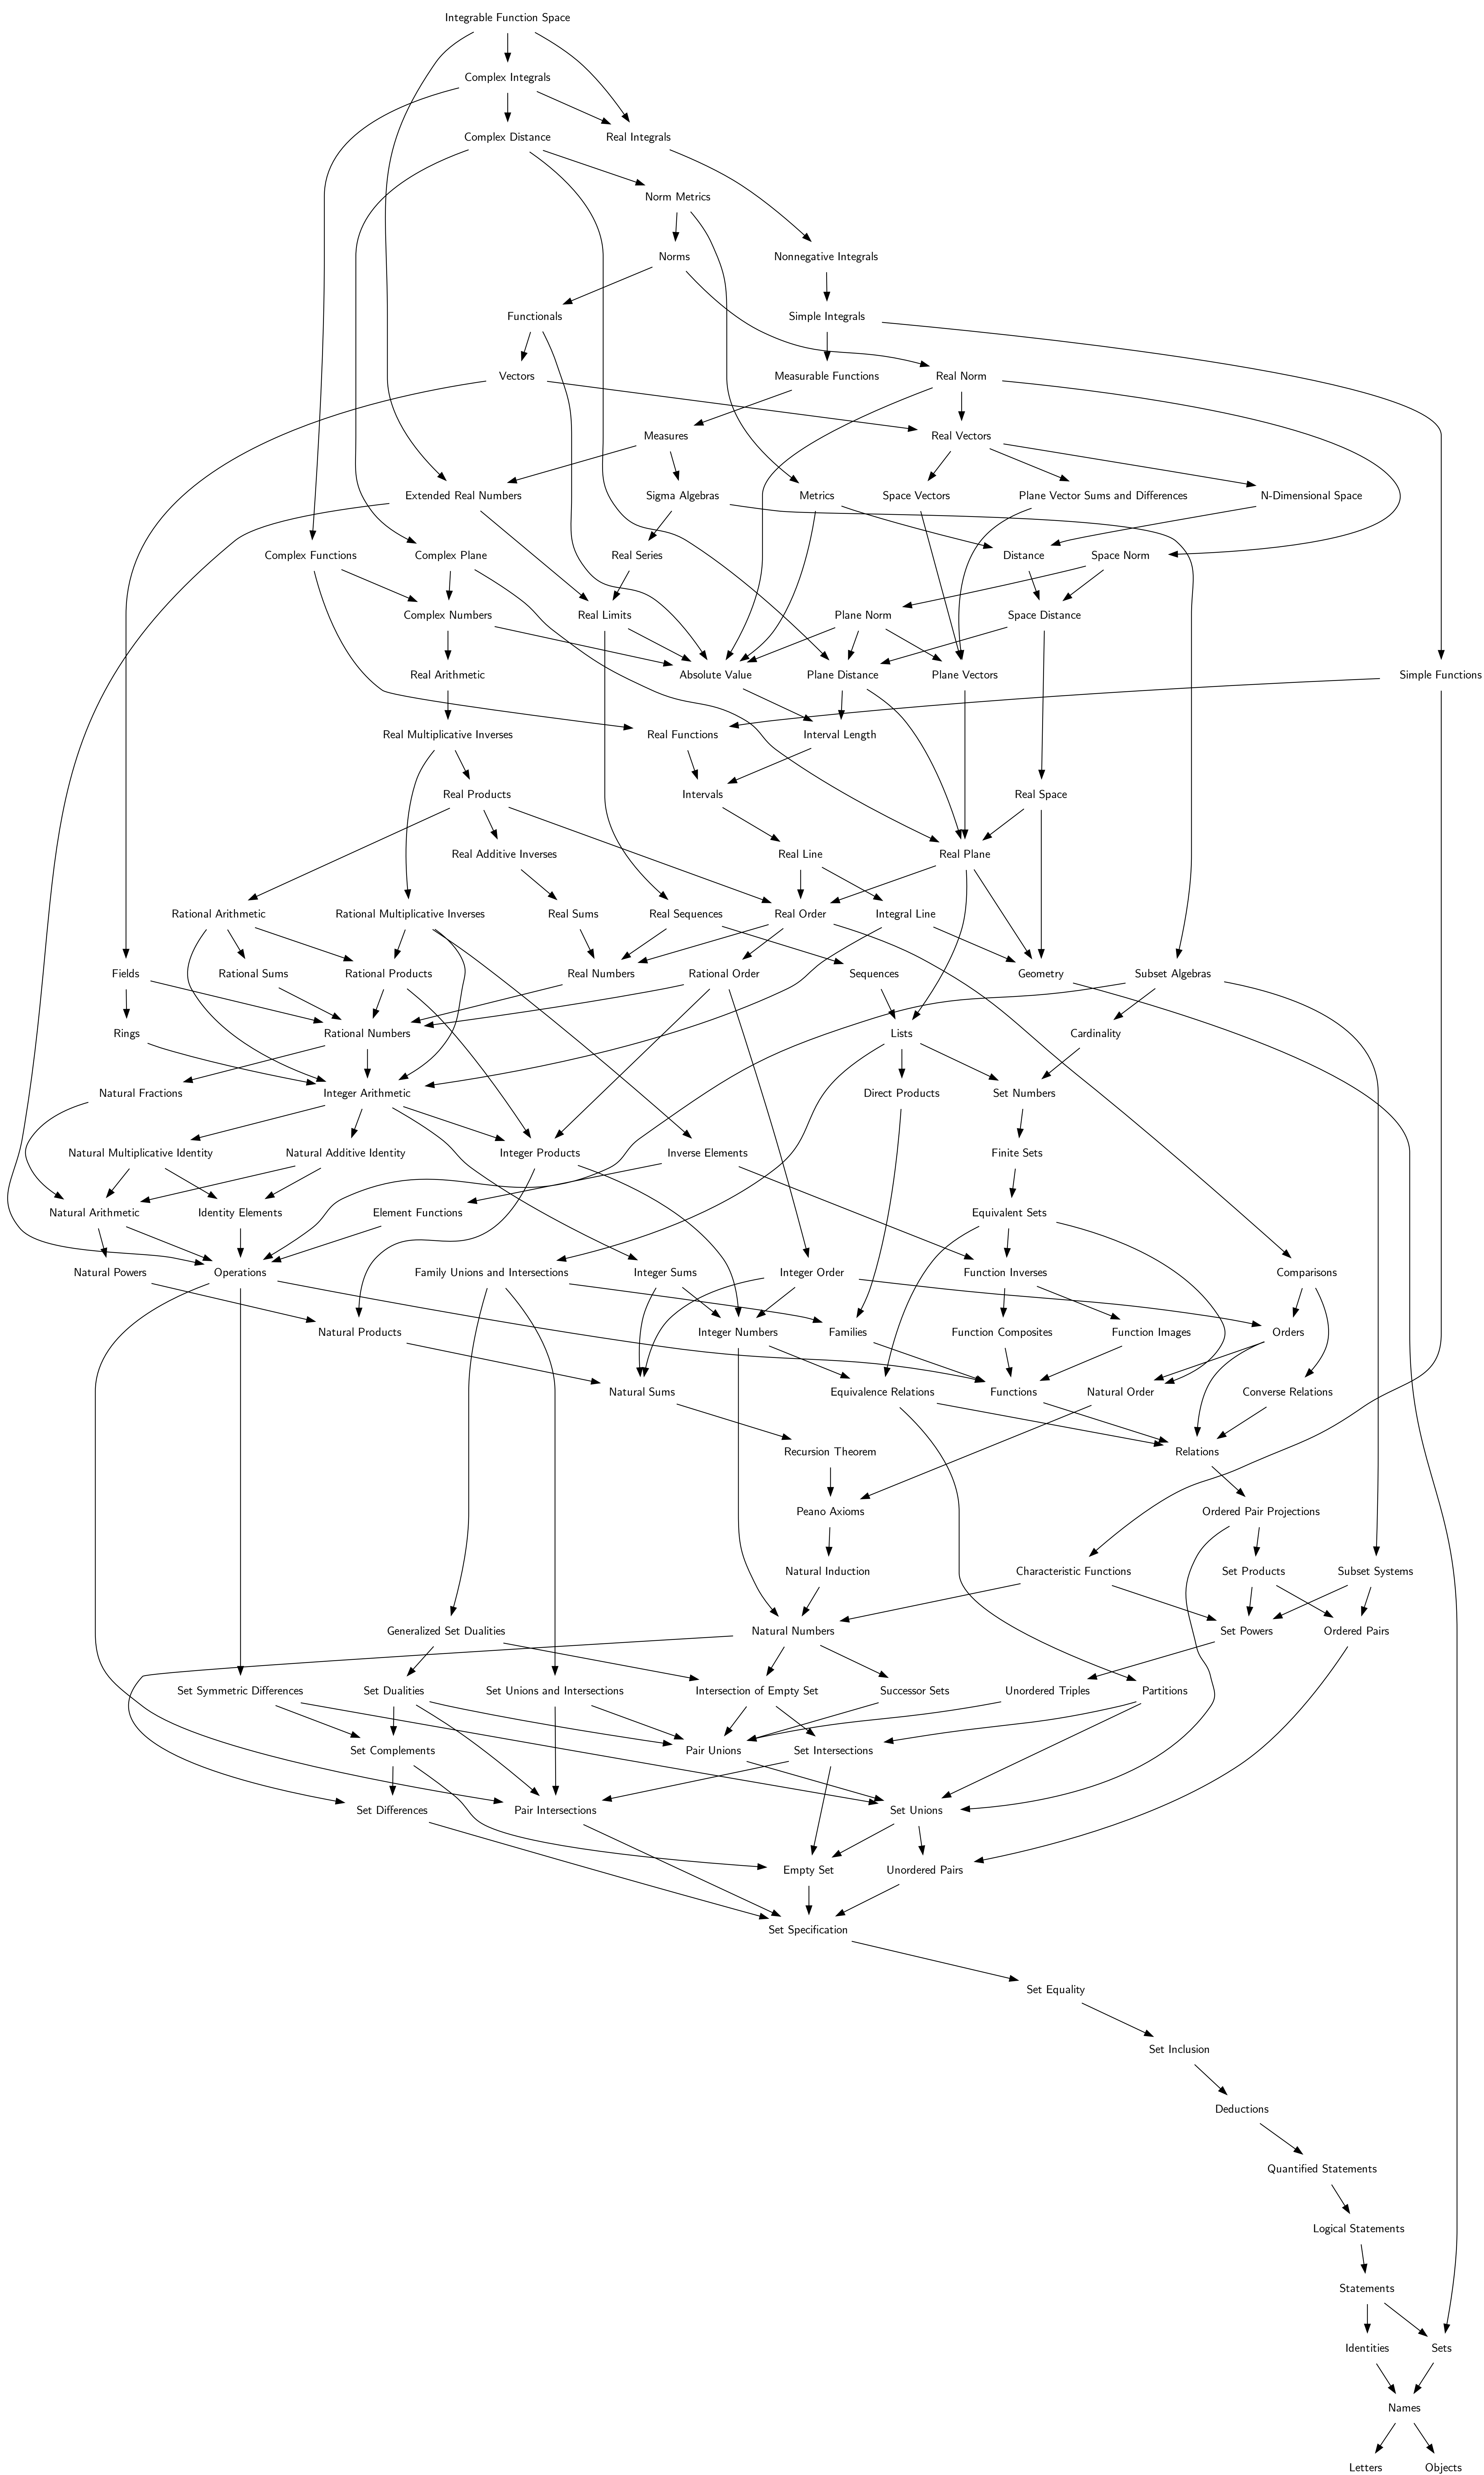 Integrable Function Space
Complex Integrals
Complex Distance
Real Integrals
Norm Metrics
Norms
Nonnegative Integrals
Functionals
Simple Integrals
Vectors
Measurable Functions
Real Norm
Measures
Real Vectors
Extended Real Numbers
Sigma Algebras
Metrics
Space Vectors
Plane Vector Sums and Differences
N-Dimensional Space
Complex Functions
Complex Plane
Real Series
Distance
Space Norm
Complex Numbers
Real Limits
Plane Norm
Space Distance
Real Arithmetic
Absolute Value
Plane Distance
Plane Vectors
Simple Functions
Real Multiplicative Inverses
Real Functions
Interval Length
Real Products
Intervals
Real Space
Real Additive Inverses
Real Line
Real Plane
Rational Arithmetic
Rational Multiplicative Inverses
Real Sums
Real Sequences
Real Order
Integral Line
Fields
Rational Sums
Rational Products
Real Numbers
Rational Order
Sequences
Geometry
Subset Algebras
Rings
Rational Numbers
Lists
Cardinality
Natural Fractions
Integer Arithmetic
Direct Products
Set Numbers
Natural Multiplicative Identity
Natural Additive Identity
Integer Products
Inverse Elements
Finite Sets
Natural Arithmetic
Identity Elements
Element Functions
Equivalent Sets
Natural Powers
Operations
Family Unions and Intersections
Integer Sums
Integer Order
Function Inverses
Comparisons
Natural Products
Integer Numbers
Families
Function Composites
Function Images
Orders
Natural Sums
Equivalence Relations
Functions
Natural Order
Converse Relations
Recursion Theorem
Relations
Peano Axioms
Ordered Pair Projections
Natural Induction
Characteristic Functions
Set Products
Subset Systems
Generalized Set Dualities
Natural Numbers
Set Powers
Ordered Pairs
Set Symmetric Differences
Set Dualities
Set Unions and Intersections
Intersection of Empty Set
Successor Sets
Unordered Triples
Partitions
Set Complements
Pair Unions
Set Intersections
Set Differences
Pair Intersections
Set Unions
Empty Set
Unordered Pairs
Set Specification
Set Equality
Set Inclusion
Deductions
Quantified Statements
Logical Statements
Statements
Identities
Sets
Names
Letters
Objects